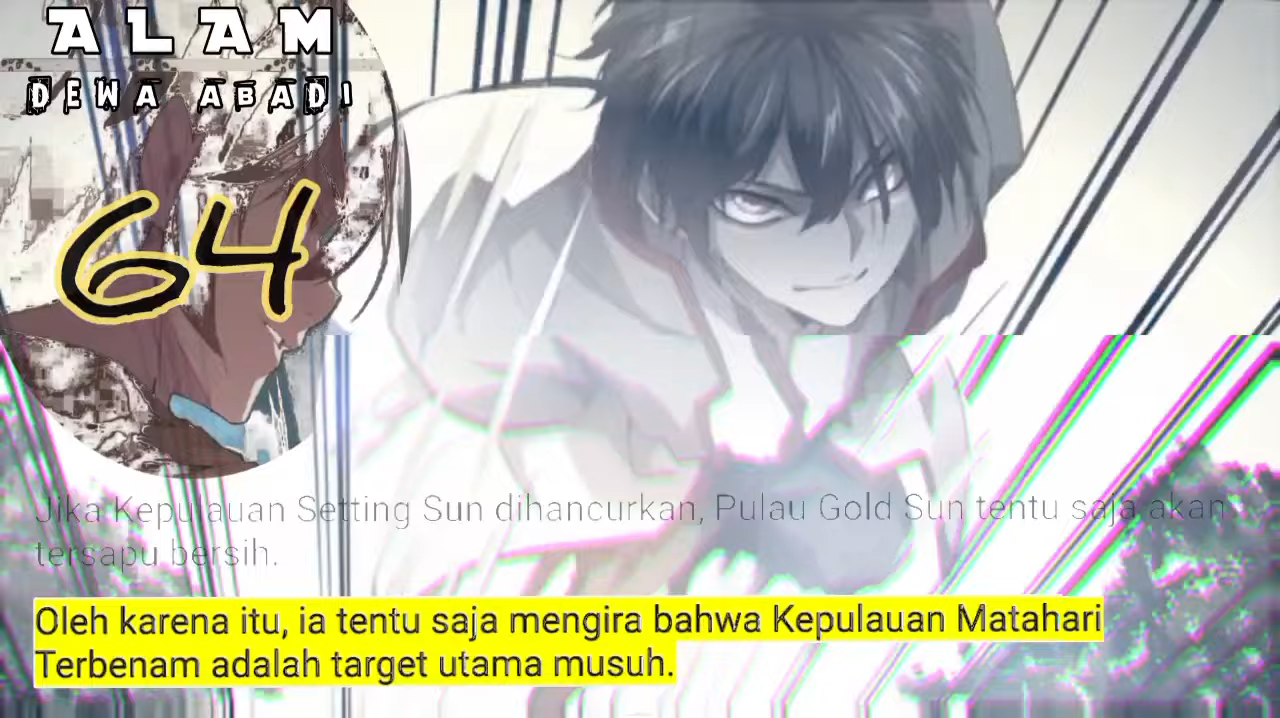 ALAM
DEWA ABADI
64
Jika Kepulauan Setting Sun dihancurkan, Pulau Gold Sun tentu saja akan
tersapu bersih.
Oleh karena itu, ia tentu saja mengira bahwa Kepulauan Matahari
Terbenam adalah target utama musuh.